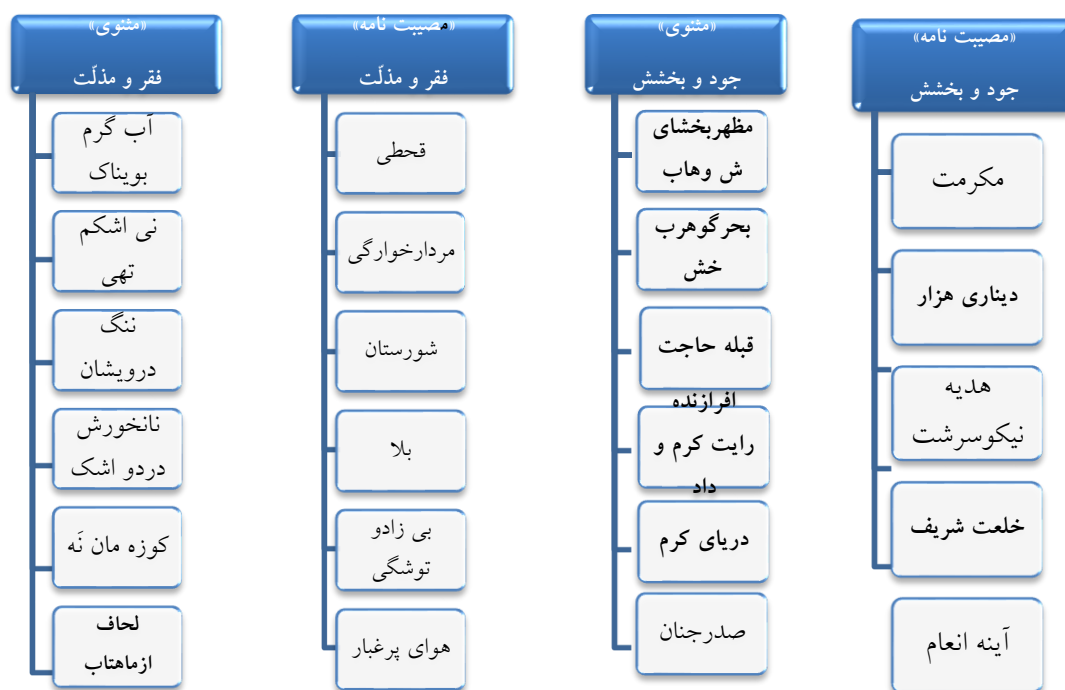 «مصیبت نامه»
جود و بخشش
مکرمت
دیناری هزار
هدیه
نیکوسرشت
خلعت شریف
آینه انعام
«مثنوی»
جود و بخشش
مظهربخشای
ش وهاب
بحرگوهرب
خش
قبله حاجت
افرازنده
رایت کرم و
داد
دریای کرم
صدرجنان
«مصیبت نامه»
فقر و مذلّت
قحطی
مردارخوارگی
شورستان
بلا
بی زادو
توشگی
هوای پرغبار
«مثنوی»
فقر و مذلّت
آب گرم
بویناک
نی اشکم
تهی
ننگ
درویشان
نانخورش
دردو اشک
کوزه مان نَه
لحاف
ازماهتاب